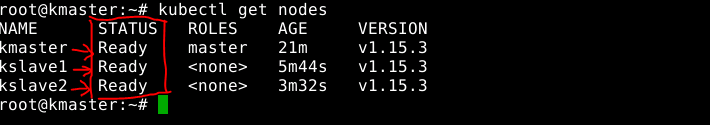 root@kmaster:~# kubectl get nodes
NAME STATUS ROLES AGE VERSION
kmaster Ready master 21m v1.15.3
kslave1 Ready <none> 5m44s v1.15.3
kslave2 Ready <none> 3m32s v1.15.3
root@kmaster:~#